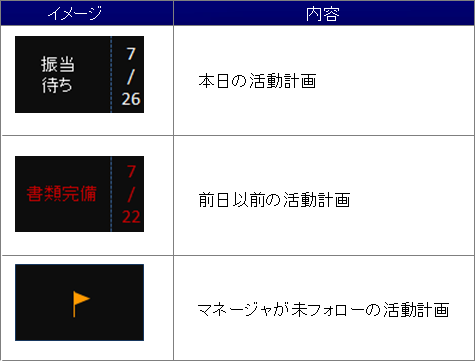 イメージ
内容
振当
待ち
7
/
26
本日の活動計画
書類完備
7
/
22
前日以前の活動計画
マネージャが未フォローの活動計画